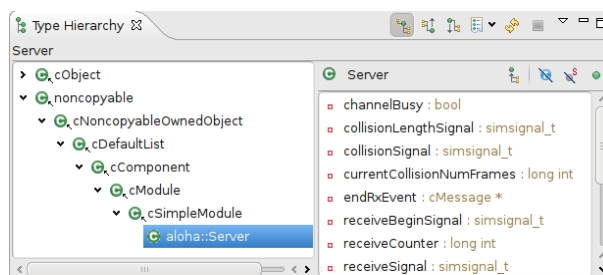 Type Hierarchy
Server
cObject
noncopyable
cNoncopyableOwnedObject
cDefaultList
cComponent
cModule
cSimpleModule
aloha::Server
Server
channelBusy : bool
collisionLengthSignal : simsignal_t
collisionSignal : simsignal_t
currentCollisionNumFrames : long int
endRxEvent : cMessage *
receiveBeginSignal : simsignal_t
receiveCounter : long int
receiveSignal : simsignal_t